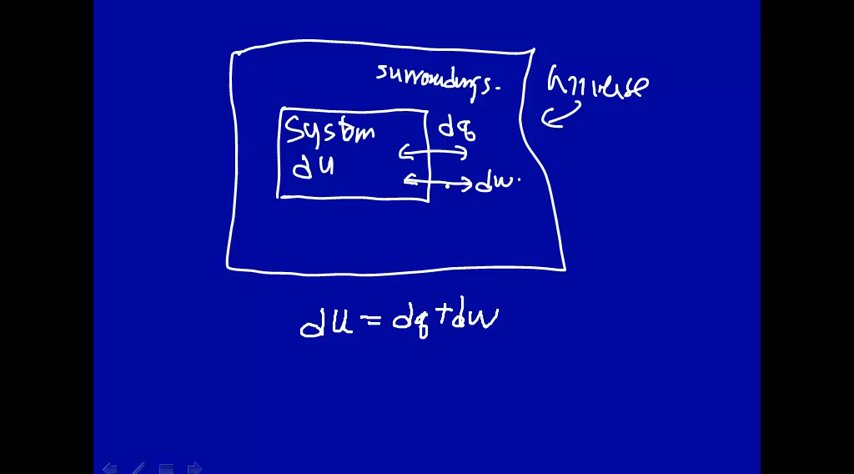 surroundings.
universe
system
dq
dU
dw.
dU = dq + dw